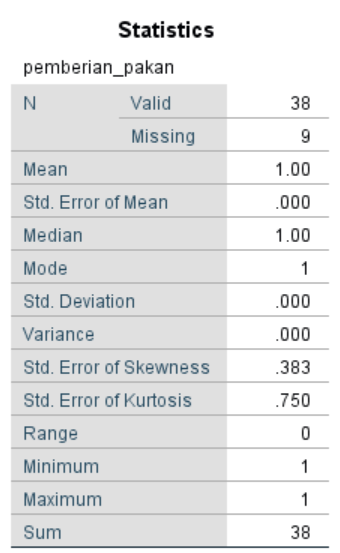 Statistics
pemberian_pakan
N Valid 38
Missing 9
Mean 1.00
Std. Error of Mean .000
Median 1.00
Mode 1
Std. Deviation .000
Variance .000
Std. Error of Skewness .383
Std. Error of Kurtosis .750
Range 0
Minimum 1
Maximum 1
Sum 38